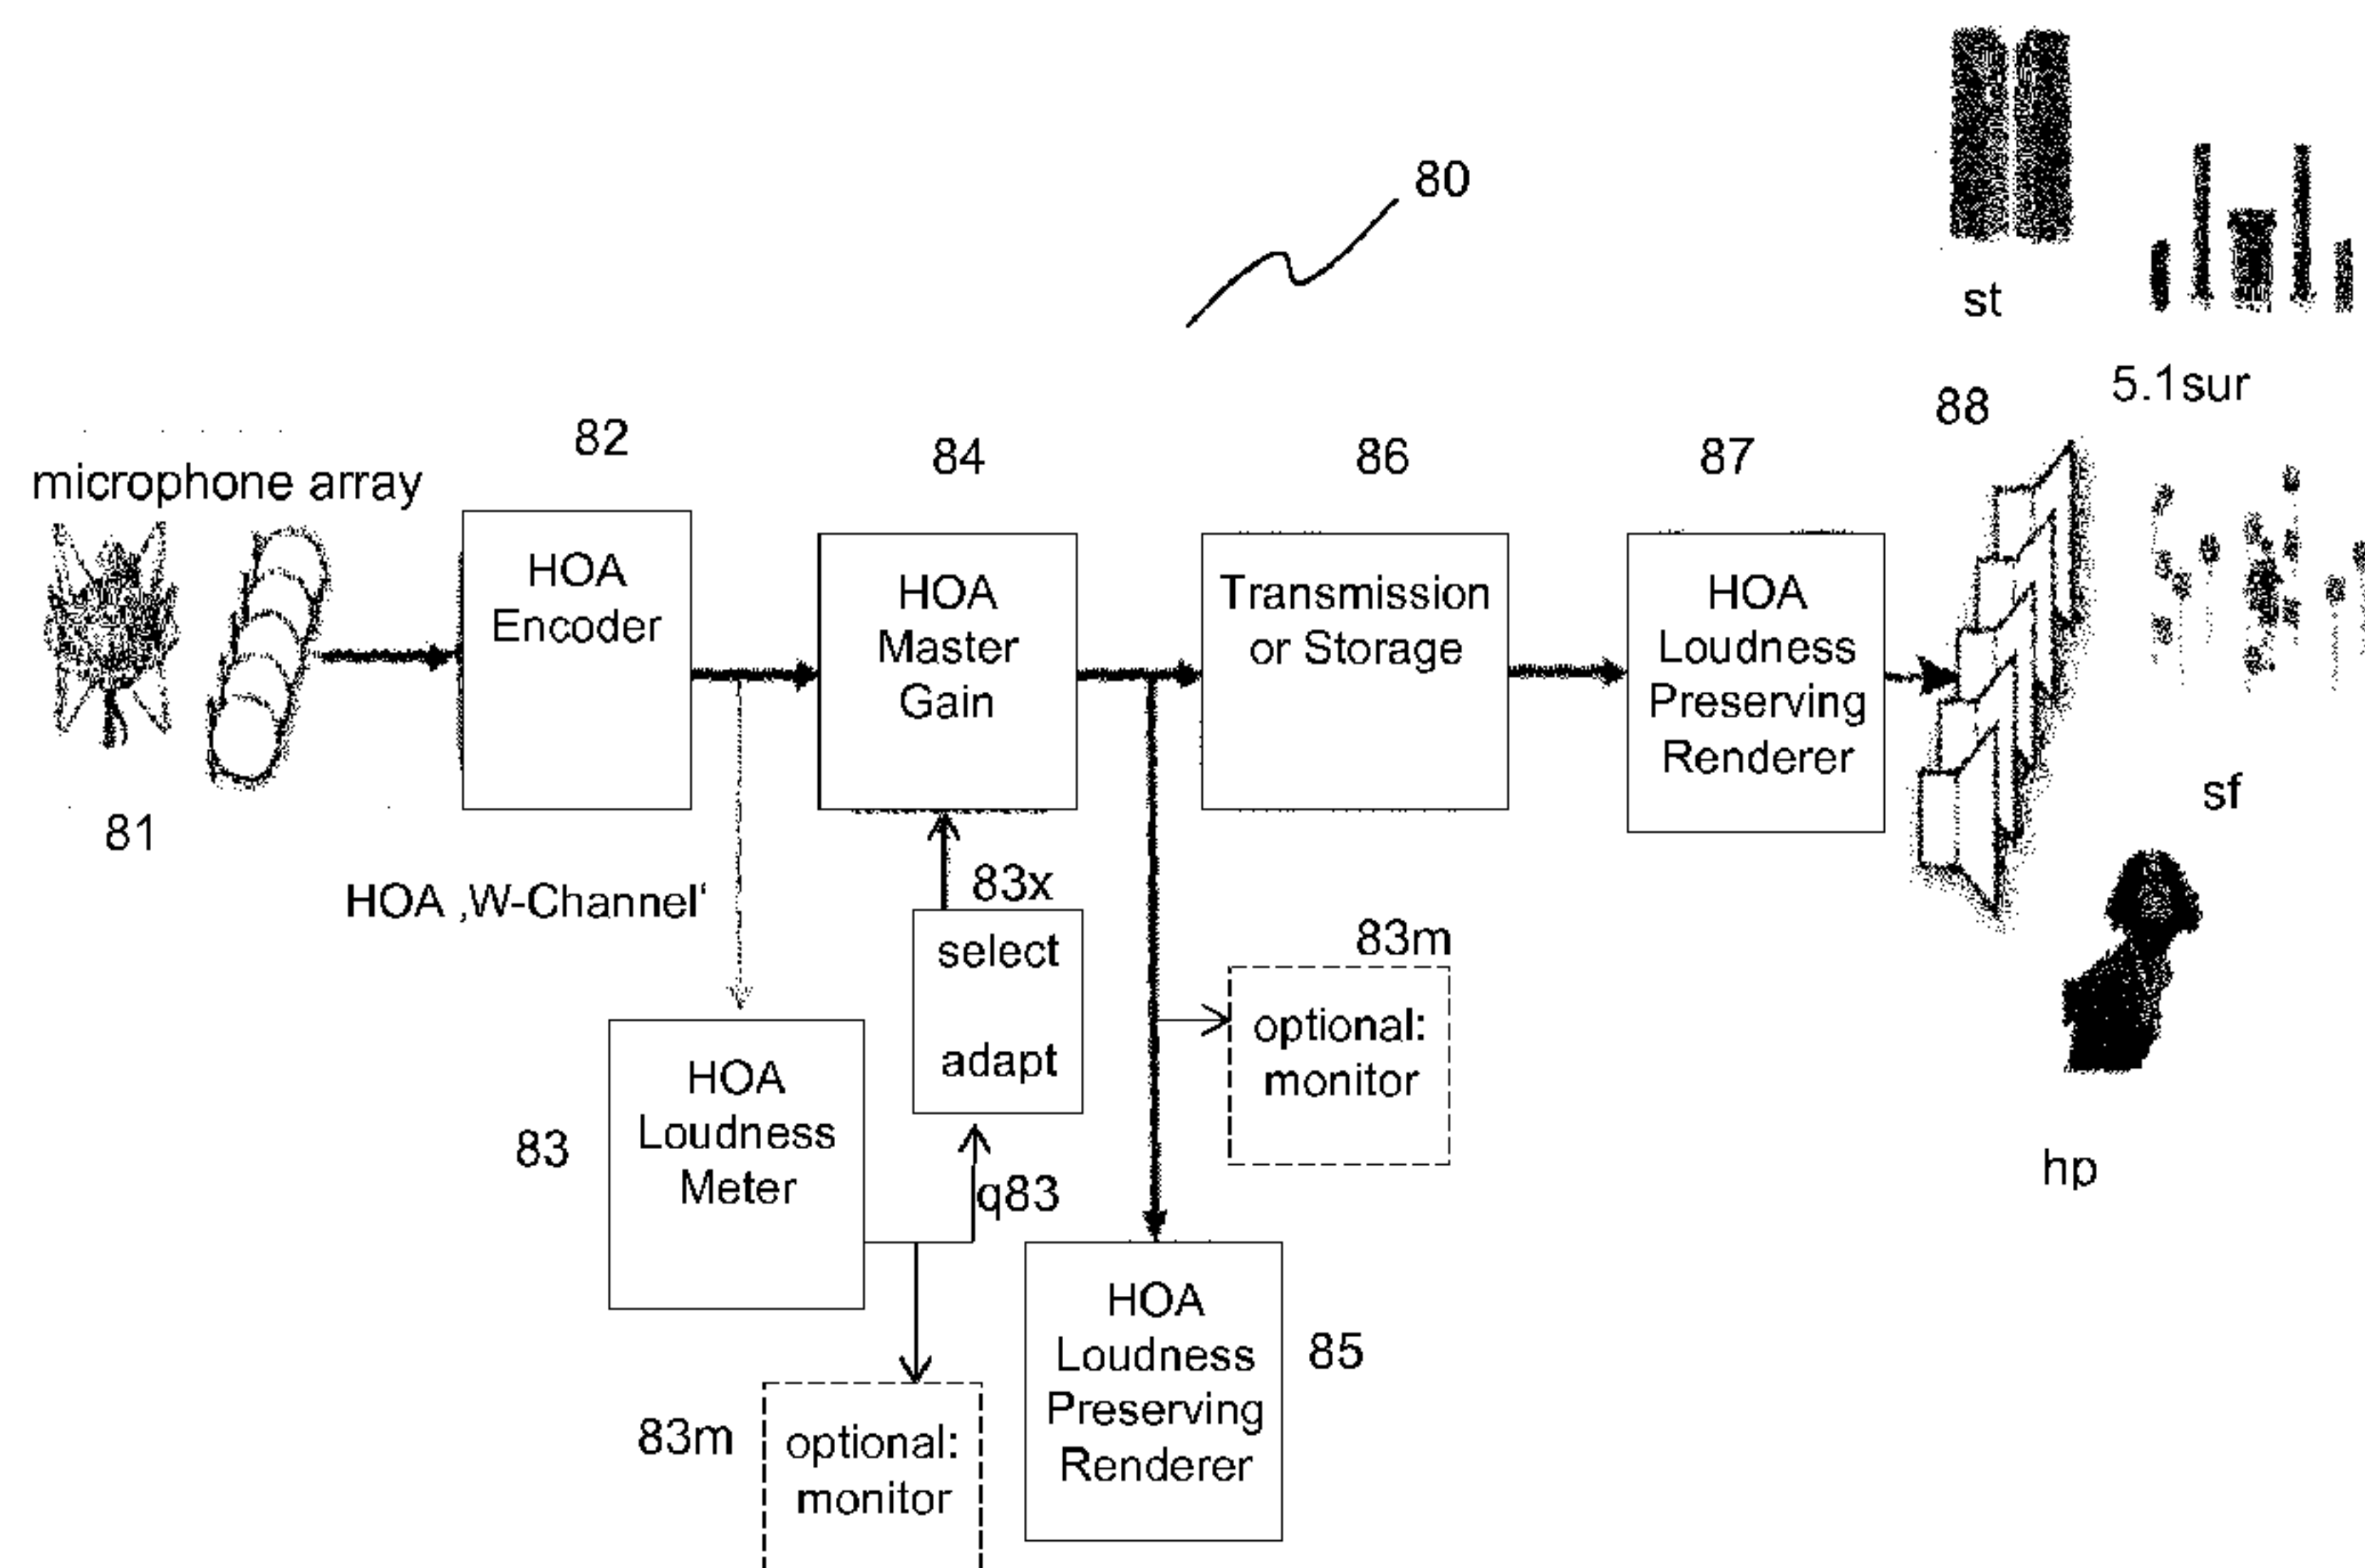 80
st
5.1sur
88
microphone array
82
84
86
87
HOA
Encoder
HOA
Master
Gain
Transmission
or Storage
HOA
Loudness
Preserving
Renderer
81
sf
HOA ‚W-Channel‘
83x
select
adapt
83m
optional:
monitor
83
HOA
Loudness
Meter
q83
hp
HOA
Loudness
Preserving
Renderer
85
83m
optional:
monitor